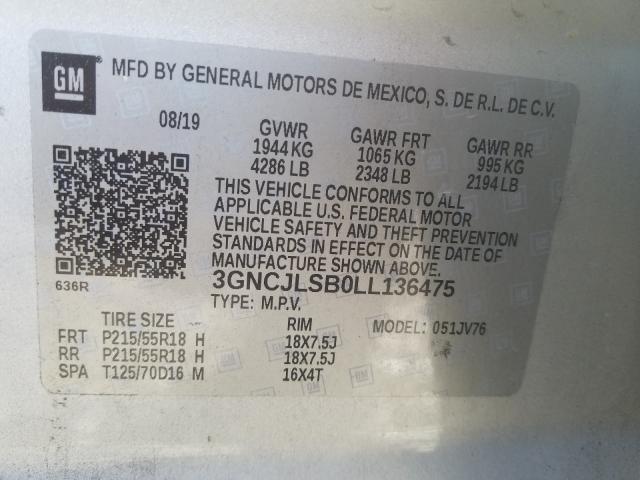 GM
MFD BY GENERAL MOTORS DE MEXICO, S. DE R.L. DE C.V.
08/19 GVWR GAWR FRT GAWR RR
1944 KG 1065 KG 995 KG
4286 LB 2348 LB 2194 LB
THIS VEHICLE CONFORMS TO ALL
APPLICABLE U.S. FEDERAL MOTOR
VEHICLE SAFETY AND THEFT PREVENTION
STANDARDS IN EFFECT ON THE DATE OF
MANUFACTURE SHOWN ABOVE.
636R 3GNCJLSB0LL136475
TYPE: M.P.V.
TIRE SIZE RIM MODEL: 051JV76
FRT P215/55R18 H 18X7.5J
RR P215/55R18 H 18X7.5J
SPA T125/70D16 M 16X4T